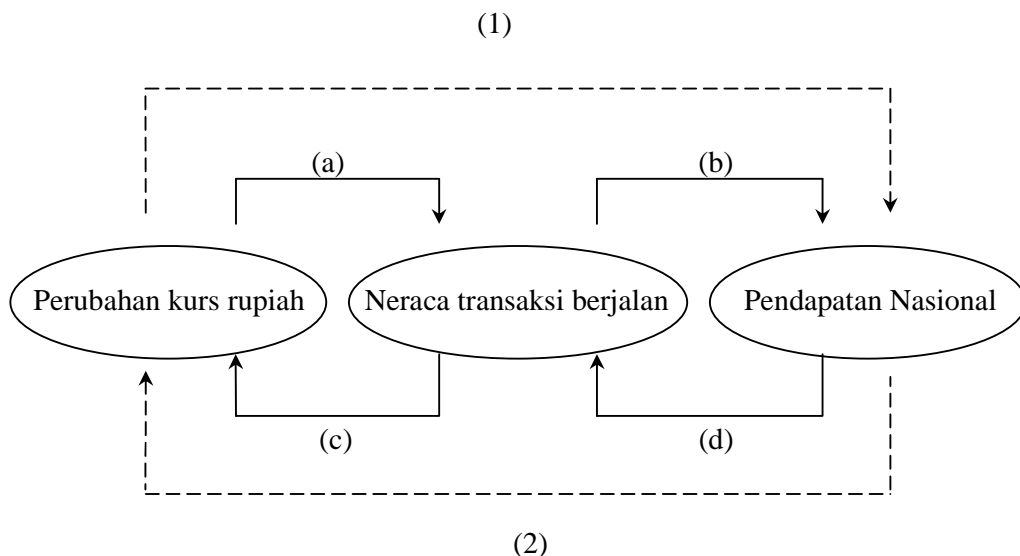 (1)
(a)
(b)
Perubahan kurs rupiah
Neraca transaksi berjalan
Pendapatan Nasional
(c)
(d)
(2)